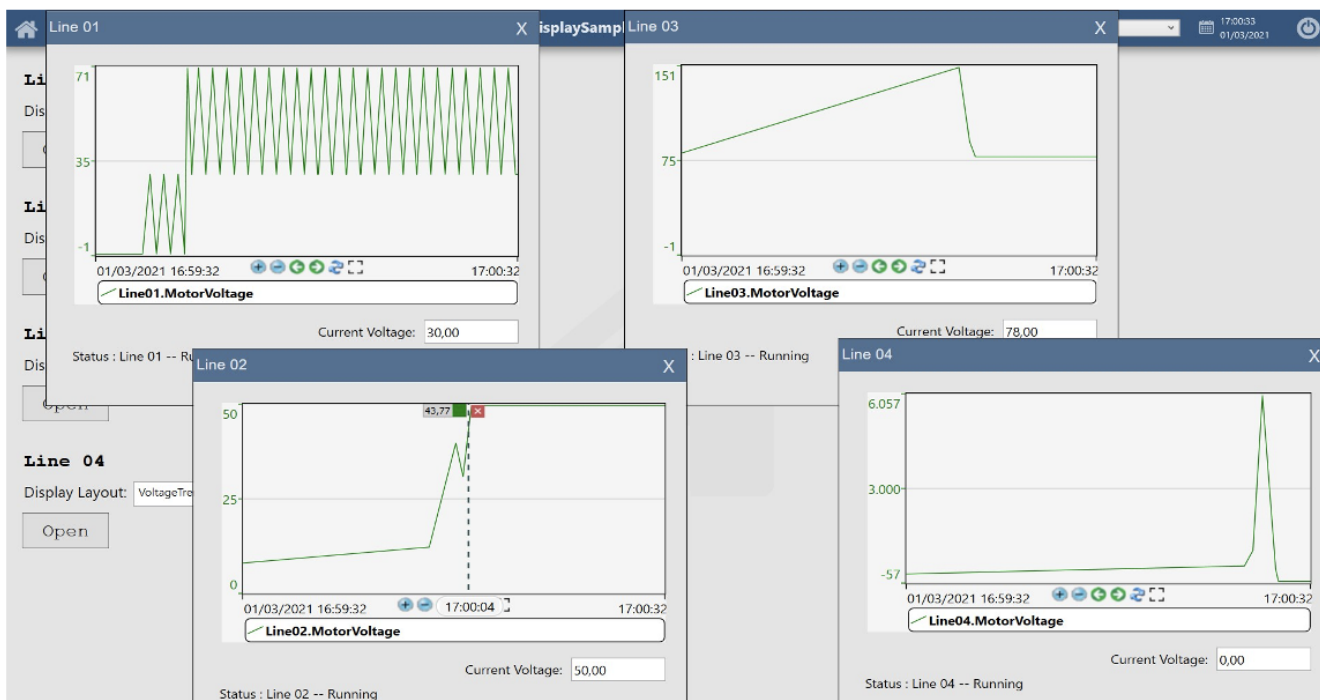 Line 01 X
isplaySampl
Line 03 X
17:00:33
01/03/2021
Li
Dis
Li
Dis
Li
Dis
Open
Line 04
Display Layout: VoltageTre
Open
71
35
-1
01/03/2021 16:59:32 17:00:32
Line01.MotorVoltage
Current Voltage: 30,00
Status : Line 01 -- Ru
151
75
-1
01/03/2021 16:59:32 17:00:32
Line03.MotorVoltage
Current Voltage: 78,00
: Line 03 -- Running
Line 02 X
50
43,77
25
0
01/03/2021 16:59:32 17:00:04 17:00:32
Line02.MotorVoltage
Current Voltage: 50,00
Status : Line 02 -- Running
Line 04 X
6.057
3.000
-57
01/03/2021 16:59:32 17:00:32
Line04.MotorVoltage
Current Voltage: 0,00
Status : Line 04 -- Running